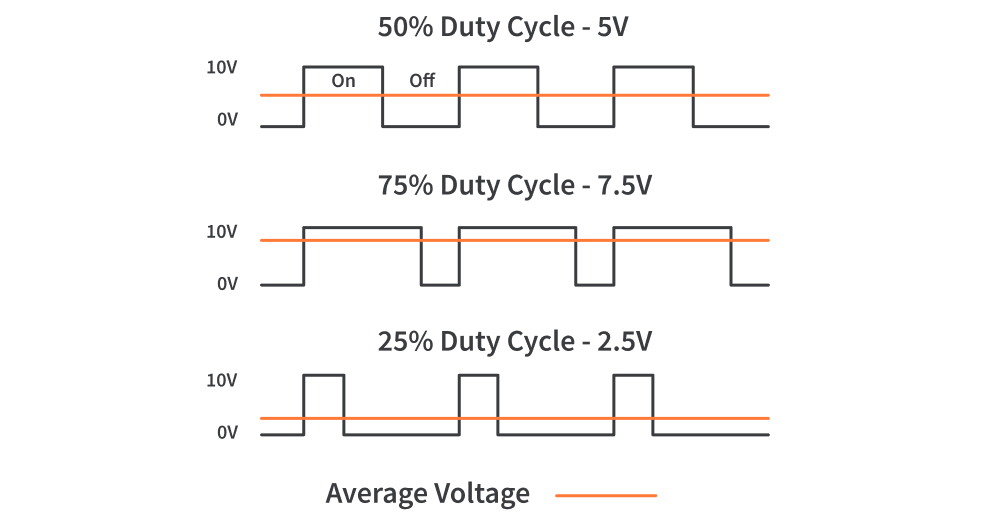 50% Duty Cycle - 5V
10V
On Off
0V
75% Duty Cycle - 7.5V
10V
0V
25% Duty Cycle - 2.5V
10V
0V
Average Voltage